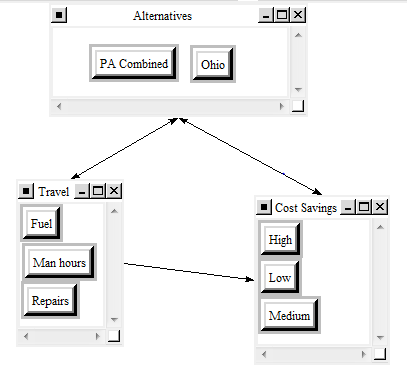 Alternatives
PA Combined
Ohio
Travel
Fuel
Man hours
Repairs
Cost Savings
High
Low
Medium